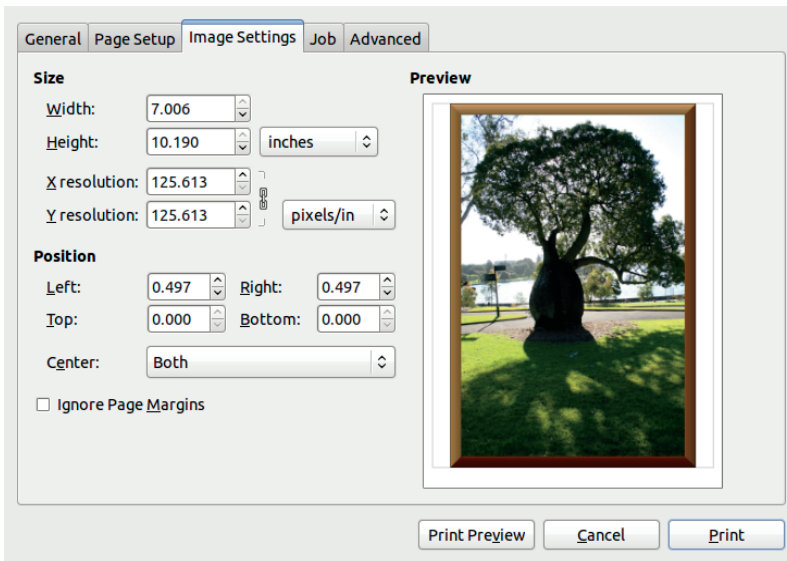 General Page Setup Image Settings Job Advanced
Size
Width: 7.006
Height: 10.190 inches
X resolution: 125.613
Y resolution: 125.613 pixels/in
Position
Left: 0.497 Right: 0.497
Top: 0.000 Bottom: 0.000
Center: Both
Ignore Page Margins
Preview
Print Preview Cancel Print